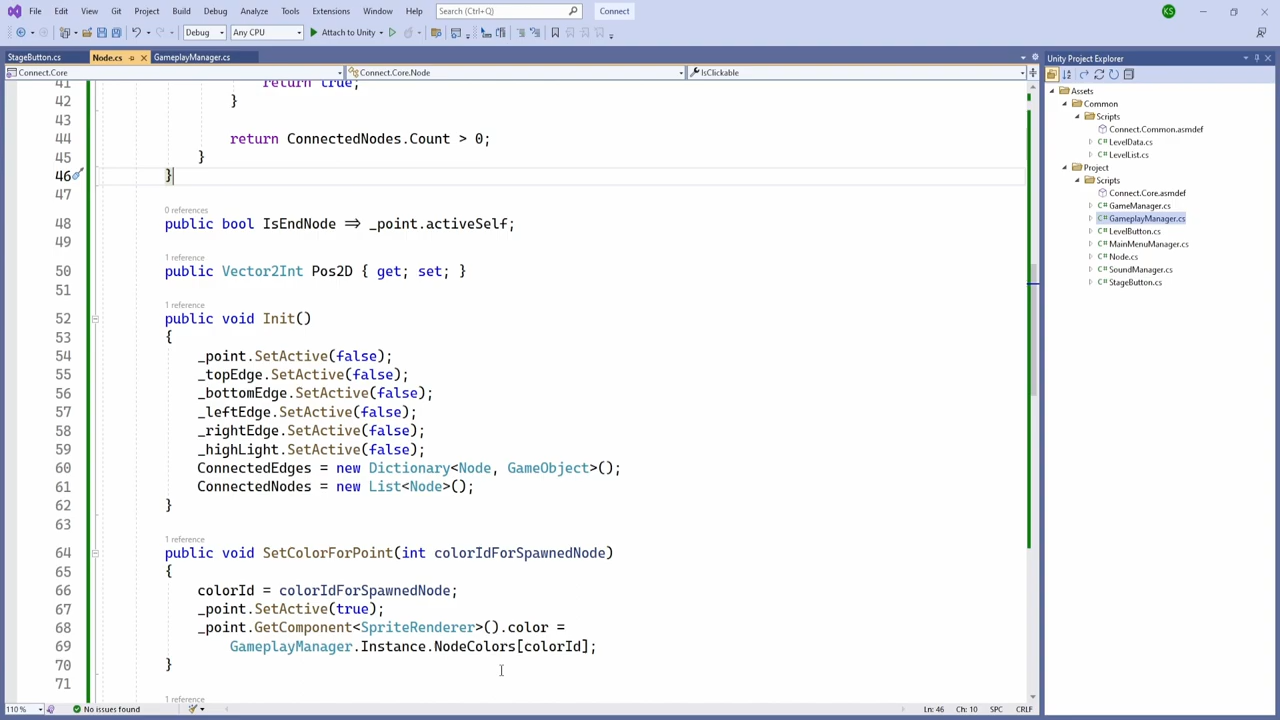 File Edit View Git Project Build Debug Analyze Tools Extensions Window Help Search (Ctrl+Q) Connect KS
Debug Any CPU Attach to Unity
StageButton.cs Node.cs GameplayManager.cs
Connect.Core Connect.Core.Node IsClickable
41 return true;
42 }
43
44 return ConnectedNodes.Count > 0;
45 }
46 }
47
0 references
48 public bool IsEndNode => _point.activeSelf;
49
1 reference
50 public Vector2Int Pos2D { get; set; }
51
1 reference
52 public void Init()
53 {
54 _point.SetActive(false);
55 _topEdge.SetActive(false);
56 _bottomEdge.SetActive(false);
57 _leftEdge.SetActive(false);
58 _rightEdge.SetActive(false);
59 _highLight.SetActive(false);
60 ConnectedEdges = new Dictionary<Node, GameObject>();
61 ConnectedNodes = new List<Node>();
62 }
63
1 reference
64 public void SetColorForPoint(int colorIdForSpawnedNode)
65 {
66 colorId = colorIdForSpawnedNode;
67 _point.SetActive(true);
68 _point.GetComponent<SpriteRenderer>().color =
69 GameplayManager.Instance.NodeColors[colorId];
70 }
71
1 reference
110 % No issues found Ln: 46 Ch: 10 SPC CRLF
Unity Project Explorer
Assets
Common
Scripts
Connect.Common.asmdef
C# LevelData.cs
C# LevelList.cs
Project
Scripts
Connect.Core.asmdef
C# GameManager.cs
C# GameplayManager.cs
C# LevelButton.cs
C# MainMenuManager.cs
C# Node.cs
C# SoundManager.cs
C# StageButton.cs